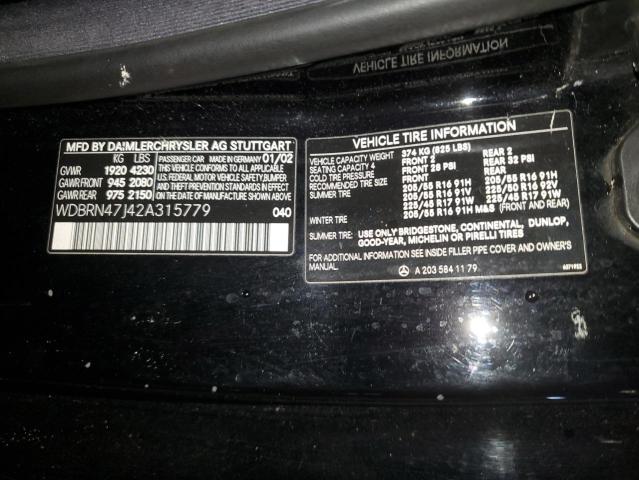 VEHICLE TIRE INFORMATION
MFD BY DAIMLERCHRYSLER AG STUTTGART
KG LBS
GVWR 1920 4230
GAWR FRONT 945 2080
GAWR REAR 975 2150
PASSENGER CAR MADE IN GERMANY 01/02
THIS VEHICLE CONFORMS TO ALL APPLICABLE
U.S. FEDERAL MOTOR VEHICLE SAFETY, BUMPER
AND THEFT PREVENTION STANDARDS IN EFFECT
ON THE DATE OF MANUFACTURE SHOWN ABOVE.
WDBRN47J42A315779 040
VEHICLE TIRE INFORMATION
VEHICLE CAPACITY WEIGHT 374 KG (825 LBS)
SEATING CAPACITY 4 FRONT 2 REAR 2
COLD TIRE PRESSURE FRONT 28 PSI REAR 32 PSI
RECOMMENDED TIRE SIZE FRONT REAR
SUMMER TIRE: 205/55 R16 91H 205/55 R16 91H
205/55 R16 91V 225/50 R16 92V
225/45 R17 91W 225/45 R17 91W
WINTER TIRE 205/55 R16 91H M&S (FRONT AND REAR)
SUMMER TIRE: USE ONLY BRIDGESTONE, CONTINENTAL, DUNLOP,
GOOD-YEAR, MICHELIN OR PIRELLI TIRES
FOR ADDITIONAL INFORMATION SEE INSIDE FILLER PIPE COVER AND OWNER'S
MANUAL.
A 203 584 11 79